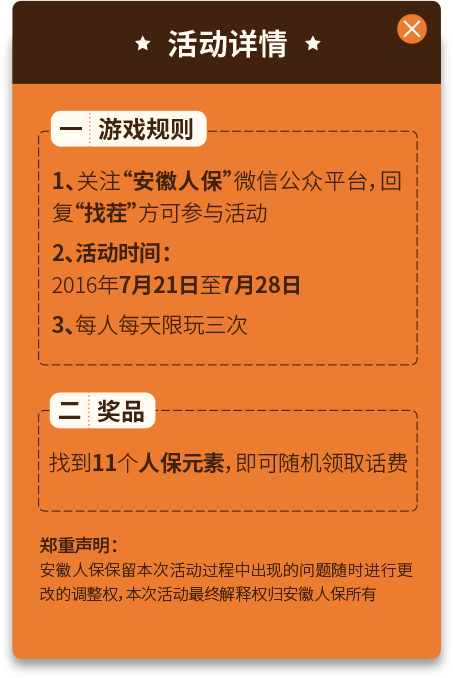 ★ 活动详情 ★
一 游戏规则
1、关注“安徽人保”微信公众平台，回
复“找茬”方可参与活动
2、活动时间：
2016年7月21日至7月28日
3、每人每天限玩三次
二 奖品
找到11个人保元素，即可随机领取话费
郑重声明：
安徽人保保留本次活动过程中出现的问题随时进行更
改的调整权，本次活动最终解释权归安徽人保所有